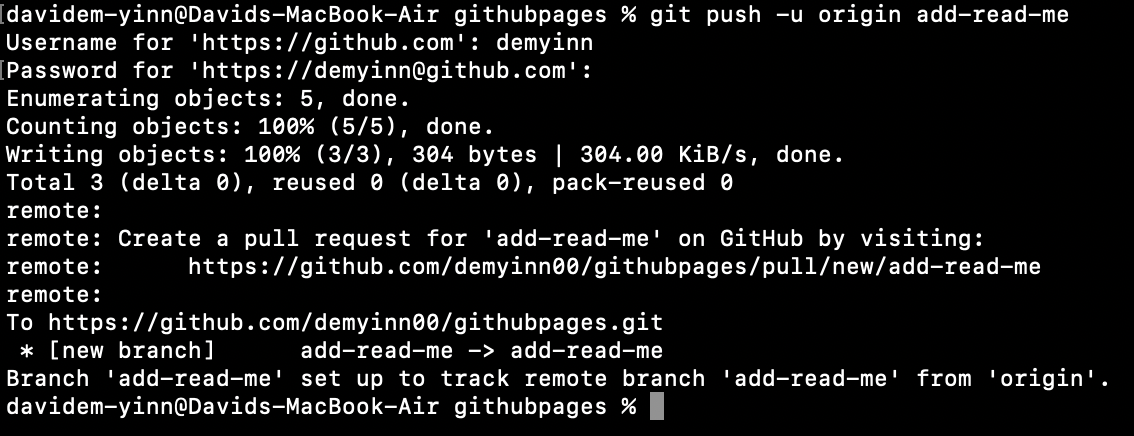 davidem-yinn@Davids-MacBook-Air githubpages % git push -u origin add-read-me
Username for 'https://github.com': demyinn
Password for 'https://demyinn@github.com':
Enumerating objects: 5, done.
Counting objects: 100% (5/5), done.
Writing objects: 100% (3/3), 304 bytes | 304.00 KiB/s, done.
Total 3 (delta 0), reused 0 (delta 0), pack-reused 0
remote:
remote: Create a pull request for 'add-read-me' on GitHub by visiting:
remote:      https://github.com/demyinn00/githubpages/pull/new/add-read-me
remote:
To https://github.com/demyinn00/githubpages.git
 * [new branch]      add-read-me -> add-read-me
Branch 'add-read-me' set up to track remote branch 'add-read-me' from 'origin'.
davidem-yinn@Davids-MacBook-Air githubpages %